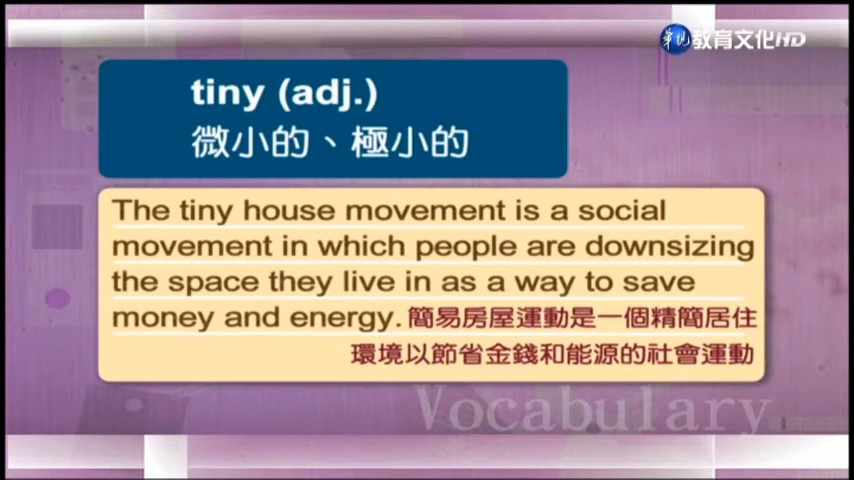 華視 教育文化HD
tiny (adj.)
微小的、極小的
The tiny house movement is a social
movement in which people are downsizing
the space they live in as a way to save
money and energy. 簡易房屋運動是一個精簡居住
環境以節省金錢和能源的社會運動
Vocabulary